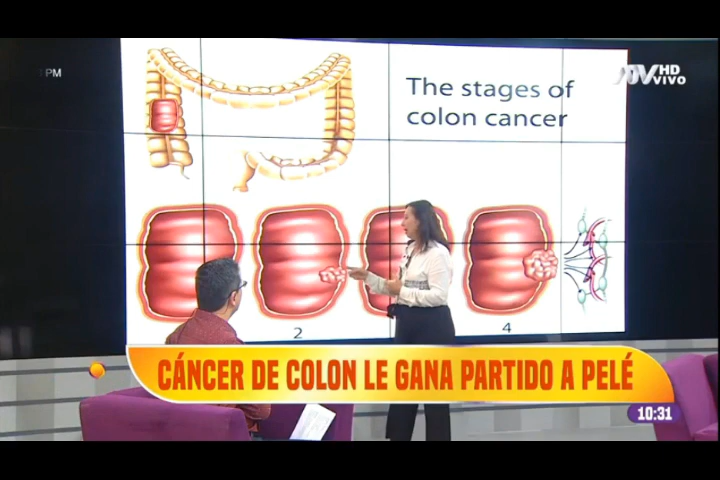 PM
ATV HD
VIVO
The stages of
colon cancer
2
4
CÁNCER DE COLON LE GANA PARTIDO A PELÉ
10:31